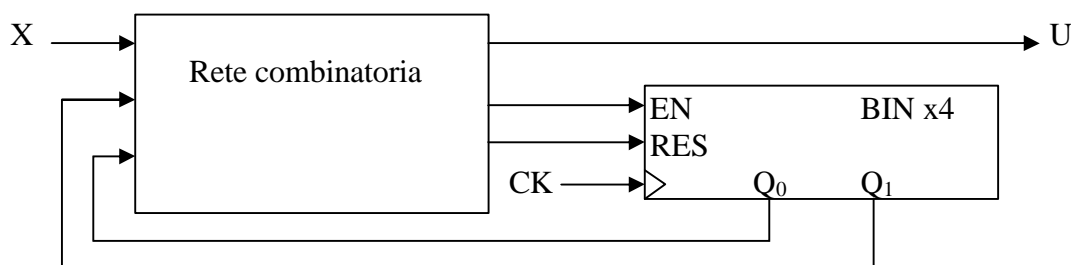 X
U
Rete combinatoria
EN
BIN x4
RES
CK
Q₀
Q₁